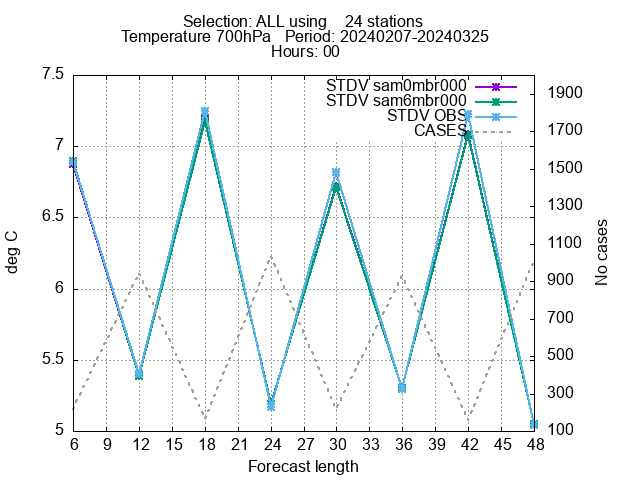 Selection: ALL using    24 stations
Temperature 700hPa   Period: 20240207-20240325
Hours: 00
STDV sam0mbr000
STDV sam6mbr000
STDV OBS
CASES
deg C
7.5
7
6.5
6
5.5
5
No cases
1900
1700
1500
1300
1100
900
700
500
300
100
6 9 12 15 18 21 24 27 30 33 36 39 42 45 48
Forecast length